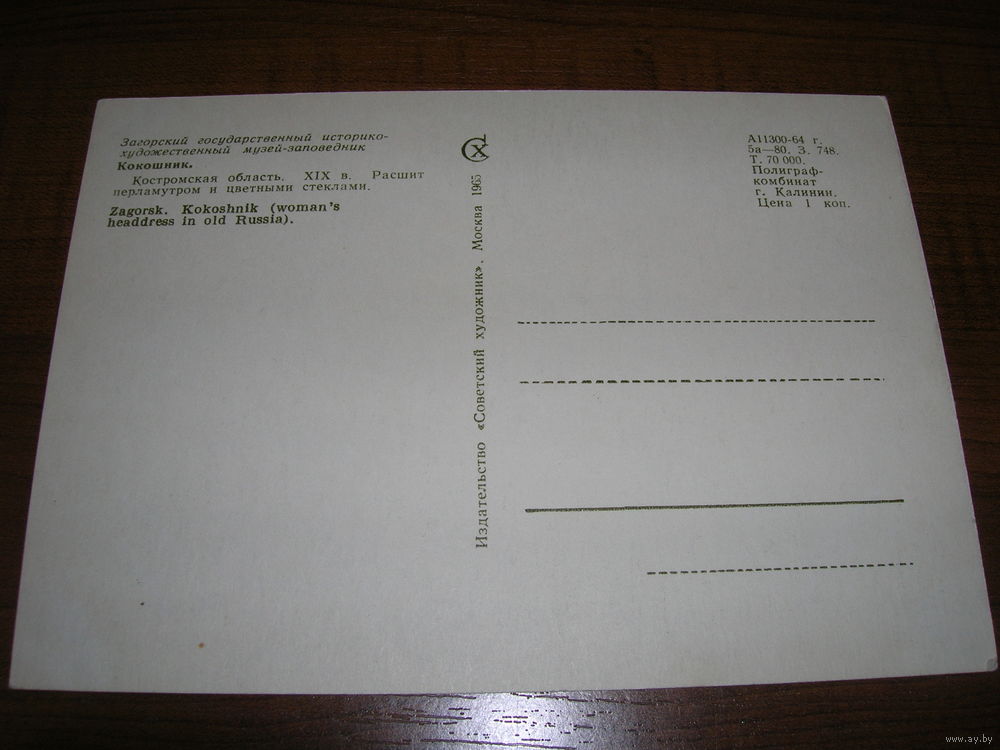 Загорский государственный историко-
художественный музей-заповедник
Кокошник.
Костромская область. XIX в. Расшит
перламутром и цветными стеклами.
Zagorsk. Kokoshnik (woman's
headdress in old Russia).
СХ
Издательство «Советский художник». Москва 1965
А11300-64 г.
5а—80. З. 748.
Т. 70 000.
Полиграф-
комбинат
г. Калинин.
Цена 1 коп.
www.ay.by